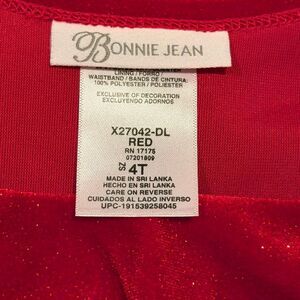 BONNIE JEAN
LINING / FORRO /
WAISTBAND / BANDS DE CINTURA:
100% POLYESTER / POLIESTER
EXCLUSIVE OF DECORATION
EXCLUYENDO ADORNOS
X27042-DL
RED
RN 17175
07201809
SZ 4T
MADE IN SRI LANKA
HECHO EN SRI LANKA
CARE ON REVERSE
CUIDADOS AL LADO INVERSO
UPC-191539258045